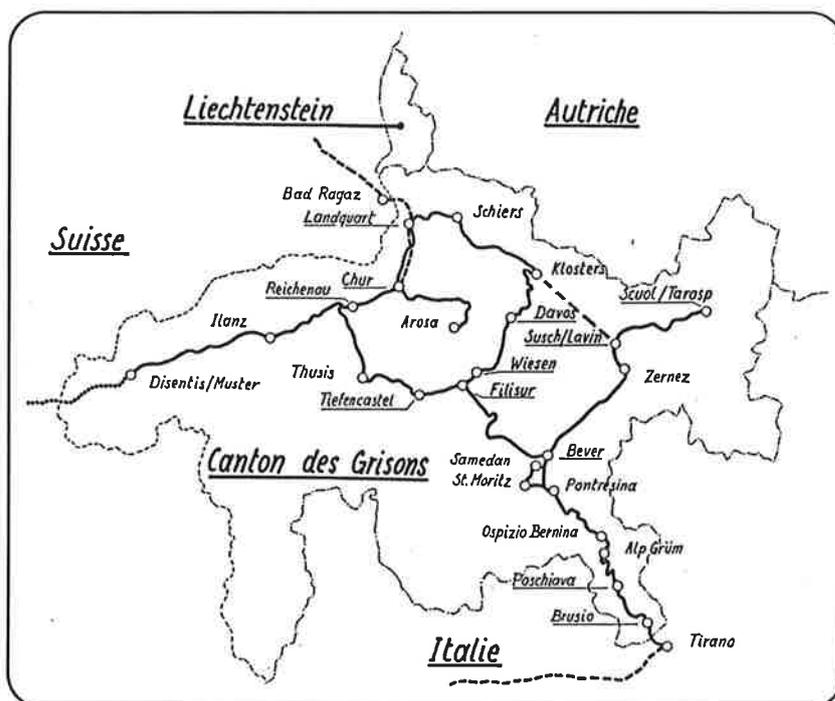 Liechtenstein
Autriche
Bad Ragaz
Landquart
Schiers
Suisse
Klosters
Chur
Reichenau
Scuol/Tarasp
Ilanz
Arosa
Davos
Susch/Lavin
Wiesen
Thusis
Zernez
Disentis/Muster
Filisur
Tiefencastel
Bever
Canton des Grisons
Samedan
St. Moritz
Pontresina
Ospizio Bernina
Alp Grüm
Poschiavo
Brusio
Tirano
Italie